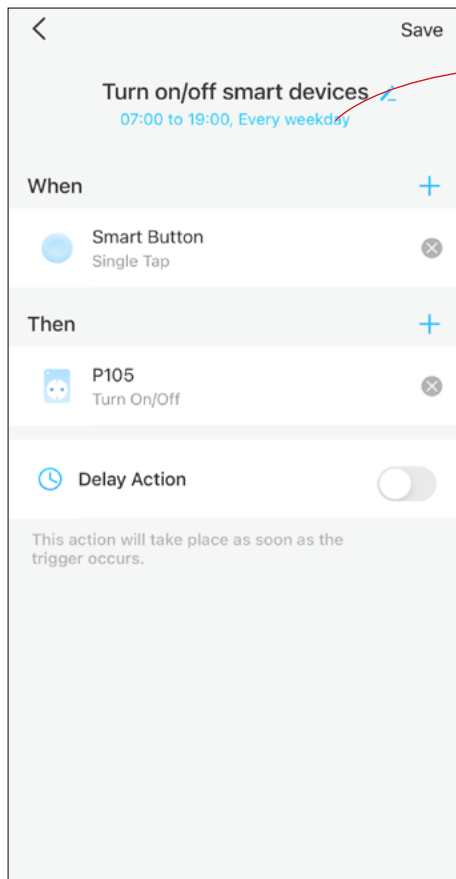 Save
Turn on/off smart devices
07:00 to 19:00, Every weekday
When
Smart Button
Single Tap
Then
P105
Turn On/Off
Delay Action
This action will take place as soon as the
trigger occurs.